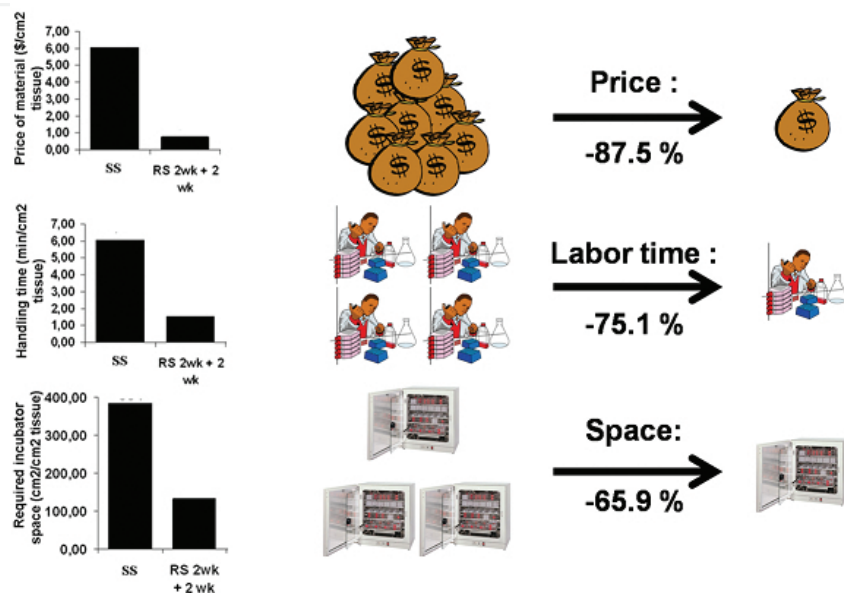 Price of material ($/cm2
tissue)
7,00
6,00
5,00
4,00
3,00
2,00
1,00
0,00
SS
RS 2wk + 2
wk
$
$
$
$
$
$
$
$
Price :
-87.5 %
$
Handling time (min/cm2
tissue)
7,00
6,00
5,00
4,00
3,00
2,00
1,00
0,00
SS
RS 2wk + 2
wk
Labor time :
-75.1 %
Required incubator
space (cm2/cm2 tissue)
400,00
300,00
200,00
100,00
0,00
SS
RS 2wk
+ 2 wk
Space:
-65.9 %